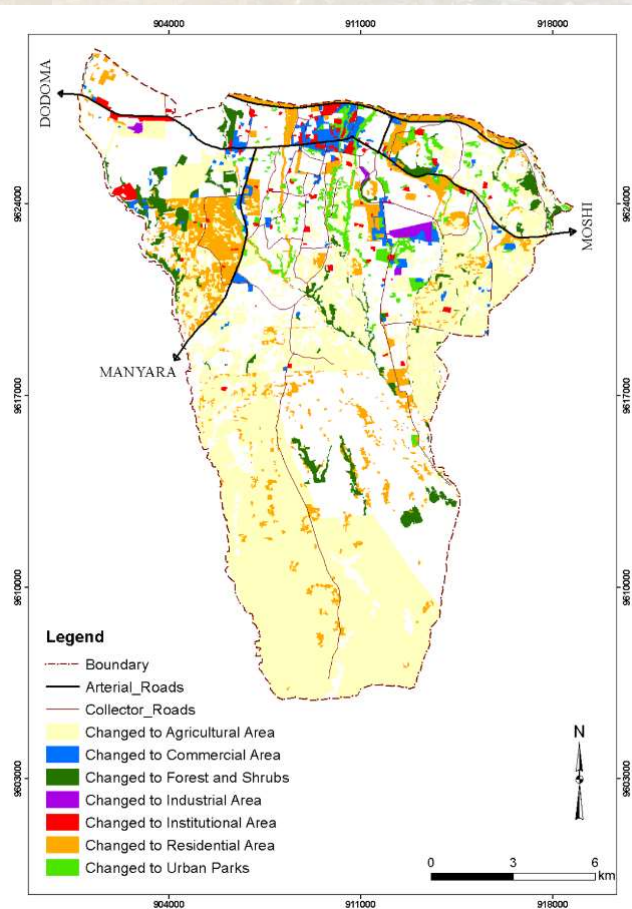 904000
911000
918000
DODOMA
9624000
9624000
MOSHI
MANYARA
9617000
9617000
9610000
9610000
Legend
Boundary
Arterial_Roads
Collector_Roads
Changed to Agricultural Area
Changed to Commercial Area
Changed to Forest and Shrubs
Changed to Industrial Area
Changed to Institutional Area
Changed to Residential Area
Changed to Urban Parks
N
9603000
9603000
0 3 6
km
904000
911000
918000